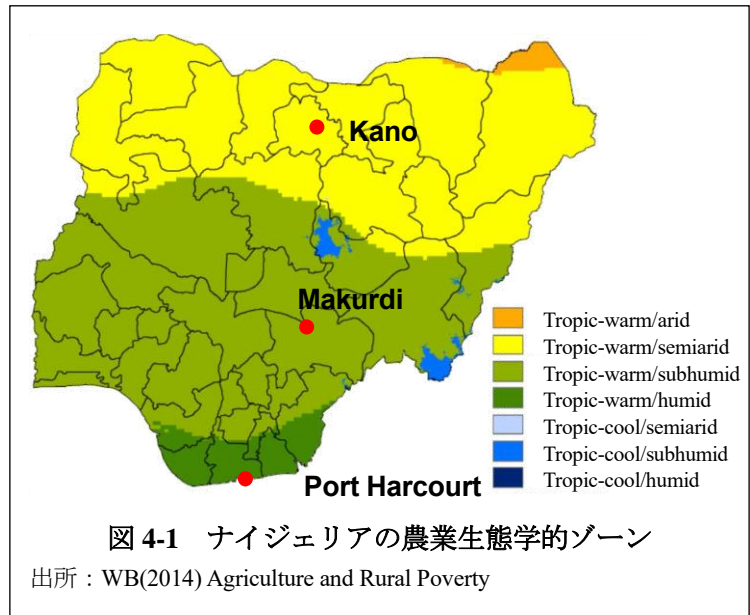 Kano
Makurdi
Tropic-warm/arid
Tropic-warm/semiarid
Tropic-warm/subhumid
Tropic-warm/humid
Tropic-cool/semiarid
Tropic-cool/subhumid
Tropic-cool/humid
Port Harcourt
図 4-1 ナイジェリアの農業生態学的ゾーン
出所：WB(2014) Agriculture and Rural Poverty